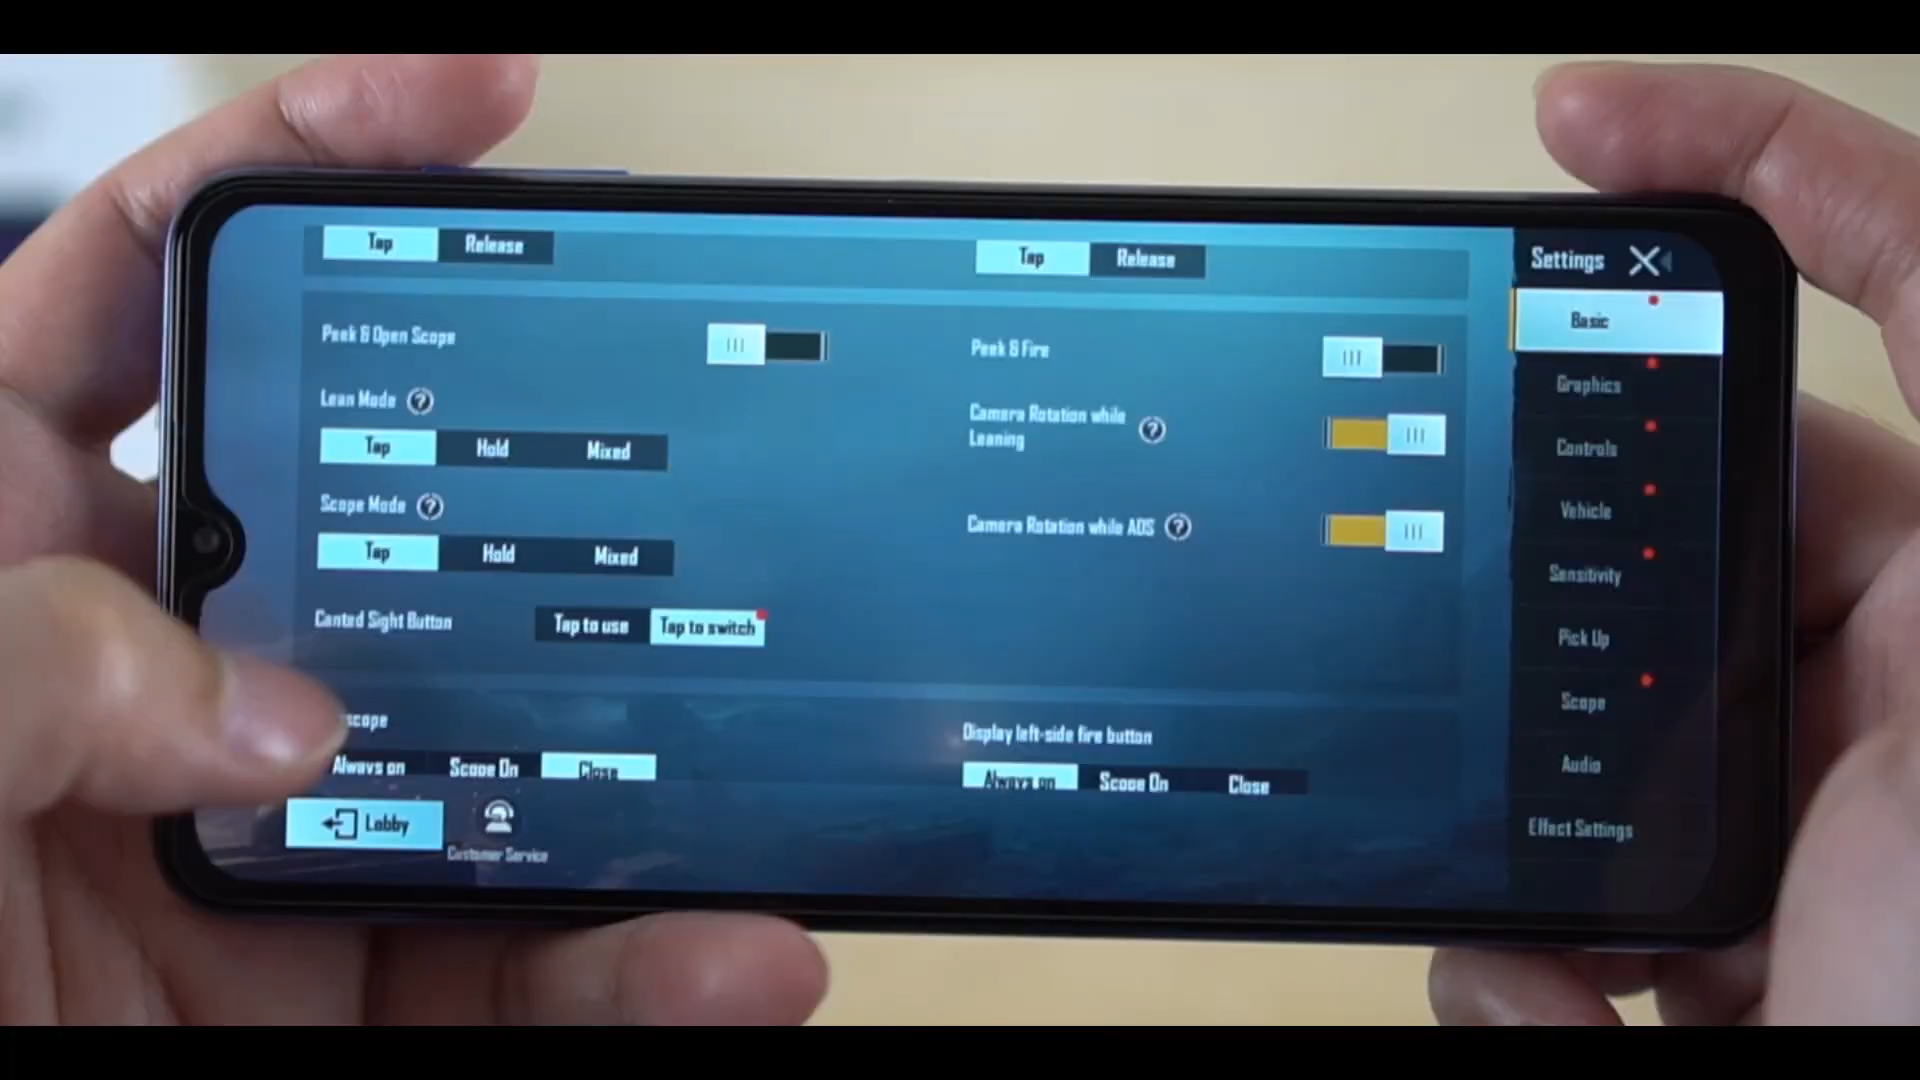 Tap Release
Tap Release
Peek & Open Scope
Peek & Fire
Lean Mode ?
Tap Hold Mixed
Camera Rotation while
Leaning ?
Scope Mode ?
Tap Hold Mixed
Camera Rotation while ADS ?
Canted Sight Button
Tap to use Tap to switch
scope
Always on Scope On Close
Display left-side fire button
Always on Scope On Close
Lobby
Customer Service
Settings
Basic
Graphics
Controls
Vehicle
Sensitivity
Pick Up
Scope
Audio
Effect Settings